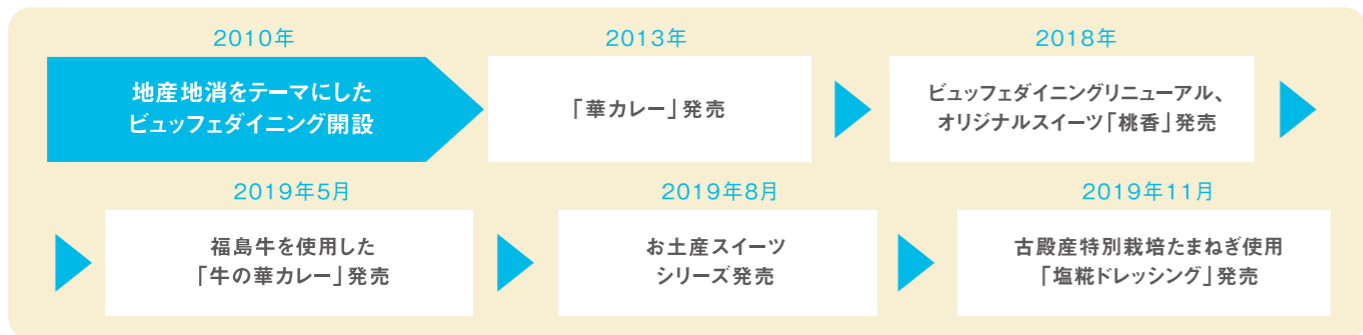 2010年
地産地消をテーマにした
ビュッフェダイニング開設
2013年
「華カレー」発売
2018年
ビュッフェダイニングリニューアル、
オリジナルスイーツ「桃香」発売
2019年5月
福島牛を使用した
「牛の華カレー」発売
2019年8月
お土産スイーツ
シリーズ発売
2019年11月
古殿産特別栽培たまねぎ使用
「塩糀ドレッシング」発売